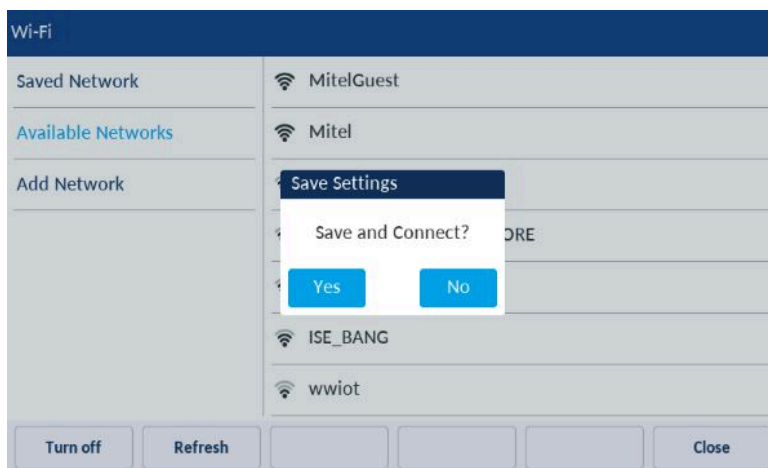 Wi-Fi
Saved Network
Available Networks
Add Network
MitelGuest
Mitel
ORE
ISE_BANG
wwiot
Save Settings
Save and Connect?
Yes No
Turn off Refresh Close